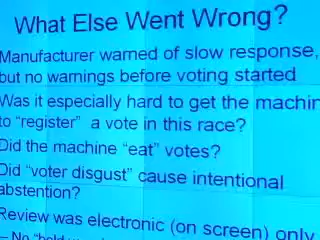 What Else Went Wrong?
Manufacturer warned of slow response,
but no warnings before voting started
Was it especially hard to get the machin
to "register" a vote in this race?
Did the machine "eat" votes?
Did "voter disgust" cause intentional
abstention?
Review was electronic (on screen) only
– No